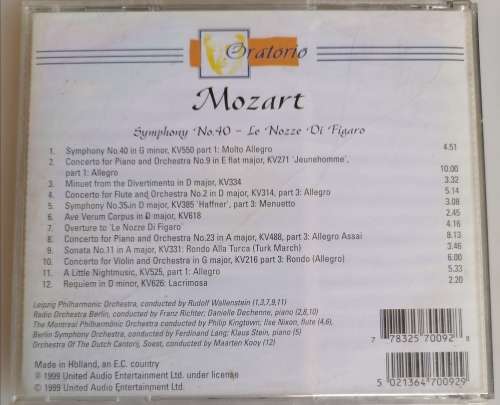 Oratorio
Mozart
Symphony No.40 - Le Nozze Di Figaro
1. Symphony No.40 in G minor, KV550 part 1: Molto Allegro 4.51
2. Concerto for Piano and Orchestra No.9 in E flat major, KV271 'Jeunehomme',
part 1: Allegro 10:00
3. Minuet from the Divertimento in D major, KV334 3.32
4. Concerto for Flute and Orchestra No.2 in D major, KV314, part 3: Allegro 5.14
5. Symphony No.35 in D major, KV385 'Haffner', part 3: Menuetto 3.08
6. Ave Verum Corpus in D major, KV618 2.45
7. Overture to 'Le Nozze Di Figaro' 4.16
8. Concerto for Piano and Orchestra No.23 in A major, KV488, part 3: Allegro Assai 8.13
9. Sonata No.11 in A major, KV331: Rondo Alla Turca (Turk March) 3.46
10. Concerto for Violin and Orchestra in G major, KV216 part 3: Rondo (Allegro) 6.00
11. A Little Nightmusic, KV525, part 1: Allegro 5.33
12. Requiem in D minor, KV626: Lacrimosa 2.20
Leipzig Philharmonic Orchestra, conducted by Rudolf Wallenstein (1,3,7,9,11)
Radio Orchestra Berlin, conducted by Franz Richter; Danielle Dechenne, piano (2,8,10)
The Montreal Philharmonic Orchestra, conducted by Philip Kingtown; Ilse Nixon, flute (4,6),
Berlin Symphony Orchestra, conducted by Ferdinand Lang; Klaus Stein, piano (5)
Orchestra Of The Dutch Cantorij, Soest, conducted by Maarten Kooy (12)
7 78325 70092 8
Made in Holland, an E.C. country
℗ 1999 United Audio Entertainment Ltd. under license
© 1999 United Audio Entertainment Ltd.
5 021364 700929